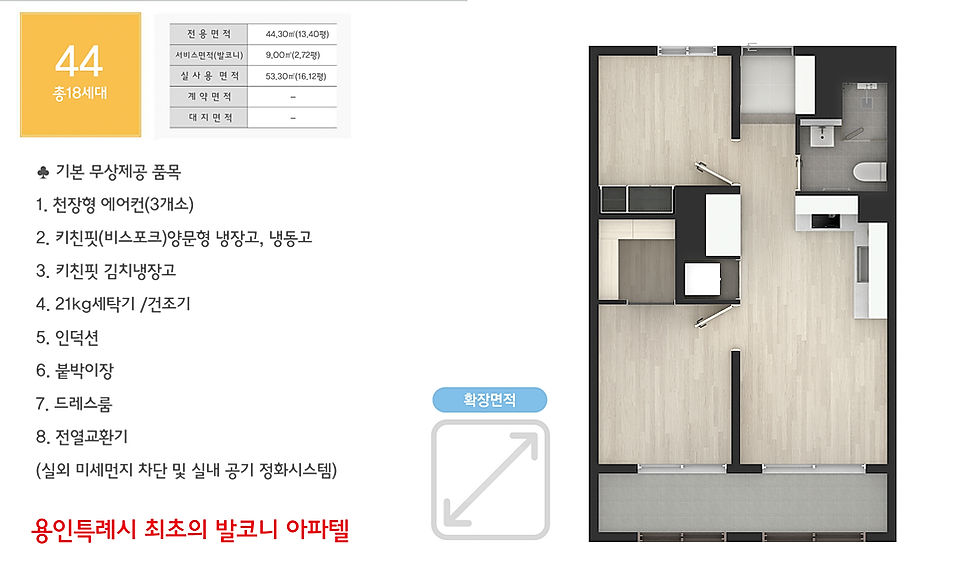 44
총18세대
전 용 면 적 44,30㎡(13,40평)
서비스면적(발코니) 9,00㎡(2,72평)
실 사 용 면 적 53,30㎡(16,12평)
계 약 면 적 –
대 지 면 적 –
♣ 기본 무상제공 품목
1. 천장형 에어컨(3개소)
2. 키친핏(비스포크)양문형 냉장고, 냉동고
3. 키친핏 김치냉장고
4. 21kg세탁기 /건조기
5. 인덕션
6. 붙박이장
7. 드레스룸
8. 전열교환기
(실외 미세먼지 차단 및 실내 공기 정화시스템)
용인특례시 최초의 발코니 아파텔
확장면적